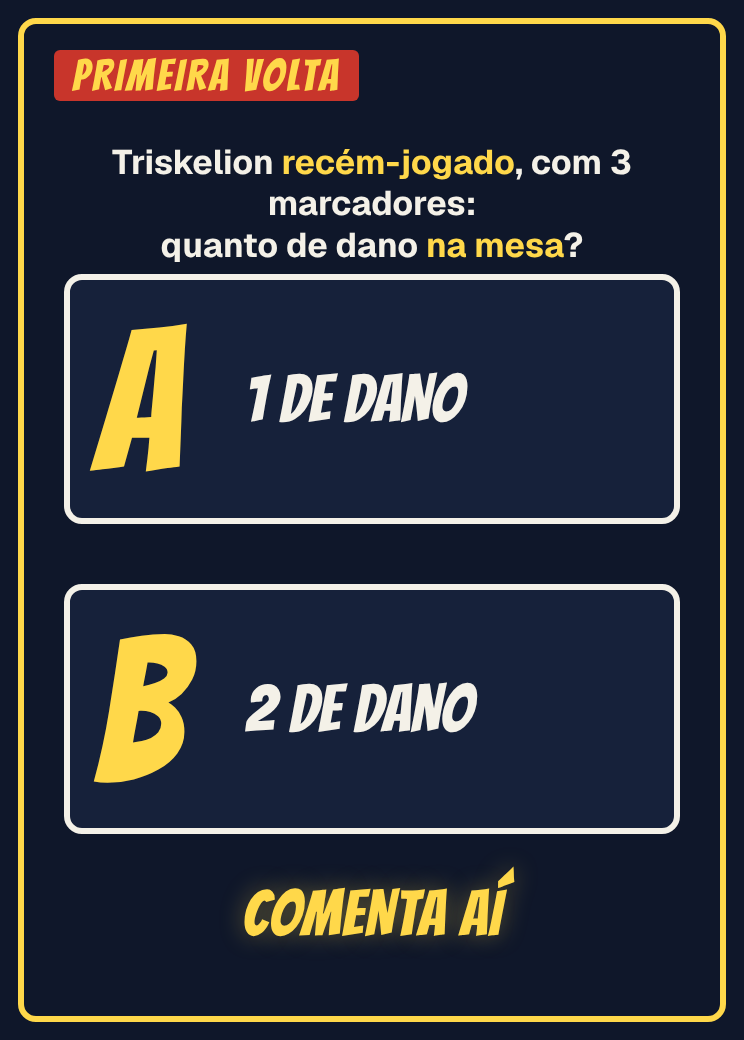 PRIMEIRA VOLTA
Triskelion recém-jogado, com 3
marcadores:
quanto de dano na mesa?
A
1 DE DANO
B
2 DE DANO
COMENTA AÍ